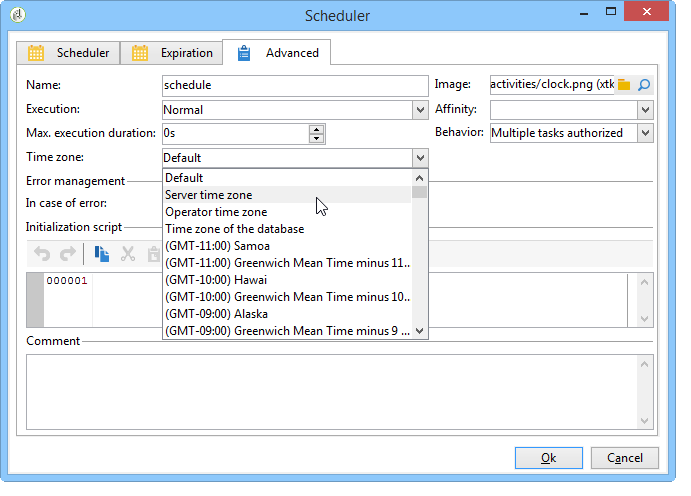 Scheduler
Scheduler Expiration Advanced
Name: schedule Image: activities/clock.png (xtk
Execution: Normal Affinity:
Max. execution duration: 0s Behavior: Multiple tasks authorized
Time zone: Default
Default
Error management
Server time zone
In case of error:
Operator time zone
Initialization script
Time zone of the database
(GMT-11:00) Samoa
(GMT-11:00) Greenwich Mean Time minus 11..
000001
(GMT-10:00) Hawai
(GMT-10:00) Greenwich Mean Time minus 10..
(GMT-09:00) Alaska
(GMT-09:00) Greenwich Mean Time minus 9 ...
Comment
Ok Cancel